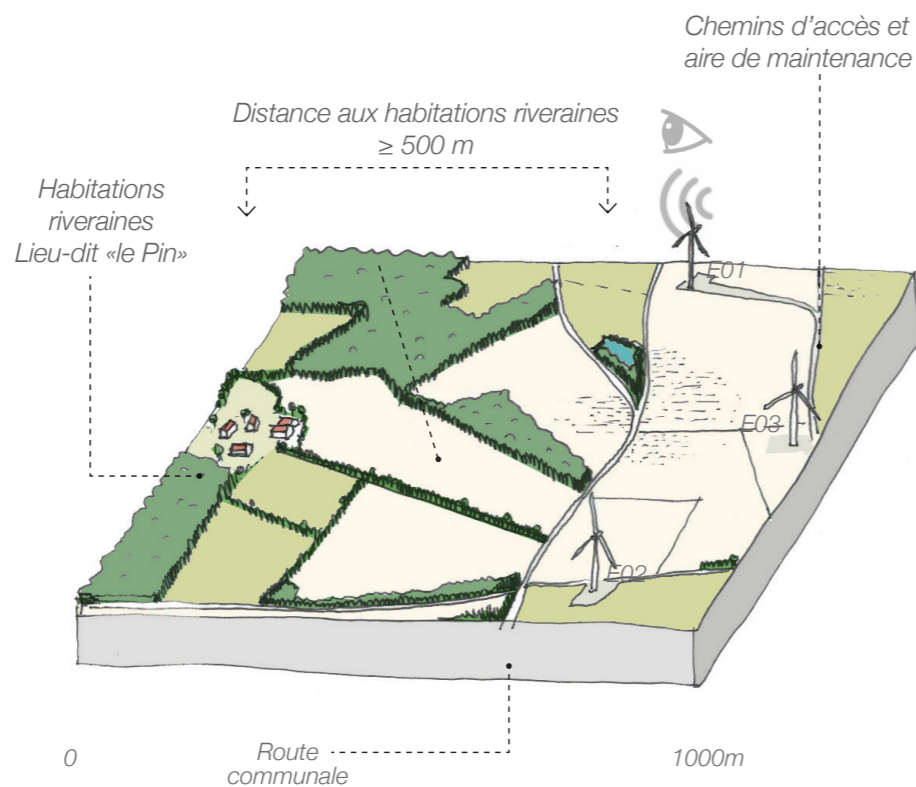 Chemins d'accès et
aire de maintenance
Distance aux habitations riveraines
≥ 500 m
Habitations
riveraines
Lieu-dit «le Pin»
E01
E03
E02
0
Route
communale
1000m